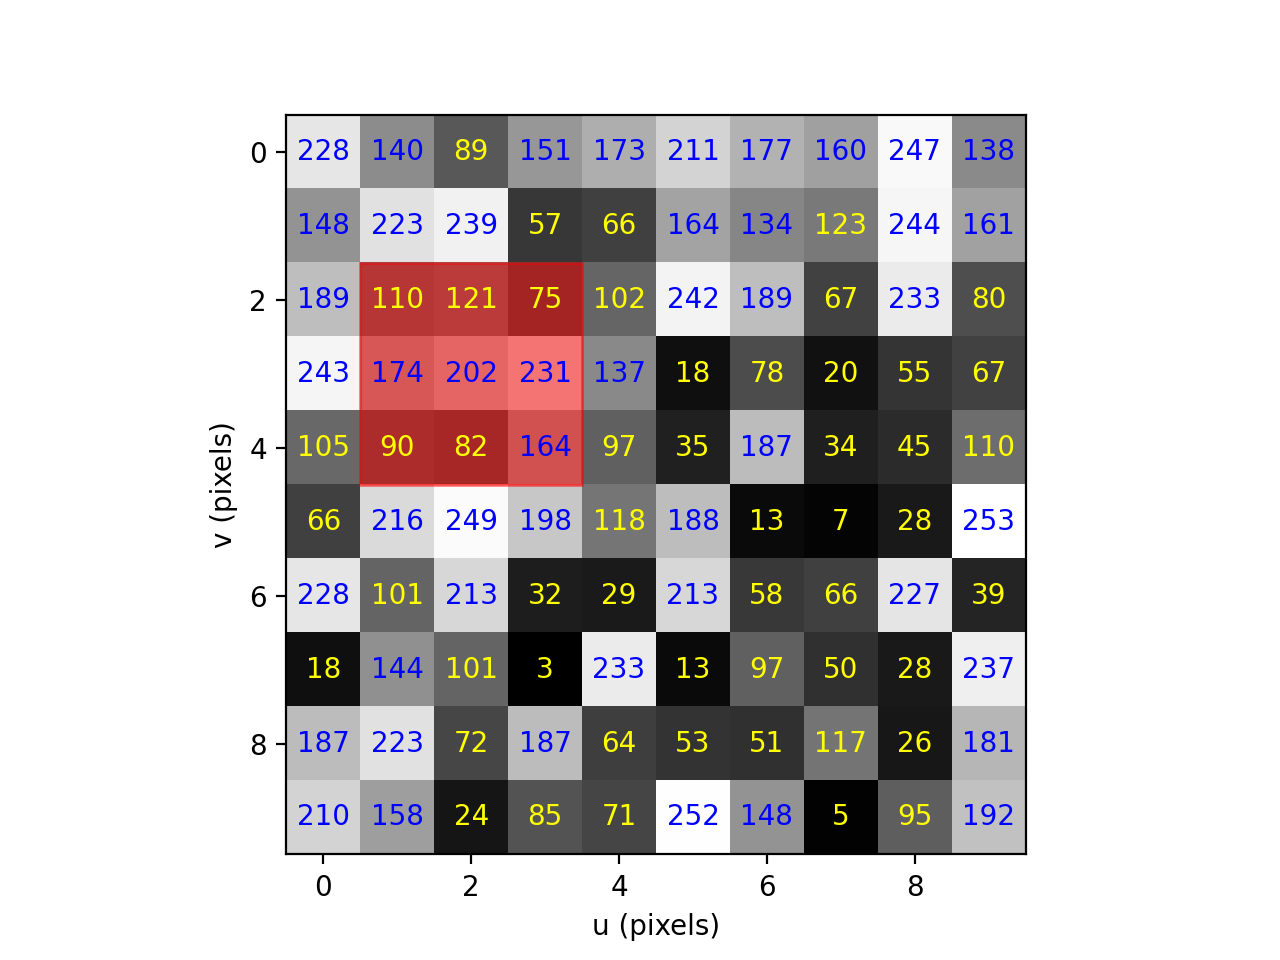 0 228 140 89 151 173 211 177 160 247 138
148 223 239 57 66 164 134 123 244 161
2 189 110 121 75 102 242 189 67 233 80
243 174 202 231 137 18 78 20 55 67
4 105 90 82 164 97 35 187 34 45 110
66 216 249 198 118 188 13 7 28 253
6 228 101 213 32 29 213 58 66 227 39
18 144 101 3 233 13 97 50 28 237
8 187 223 72 187 64 53 51 117 26 181
210 158 24 85 71 252 148 5 95 192
0 2 4 6 8
u (pixels)
v (pixels)